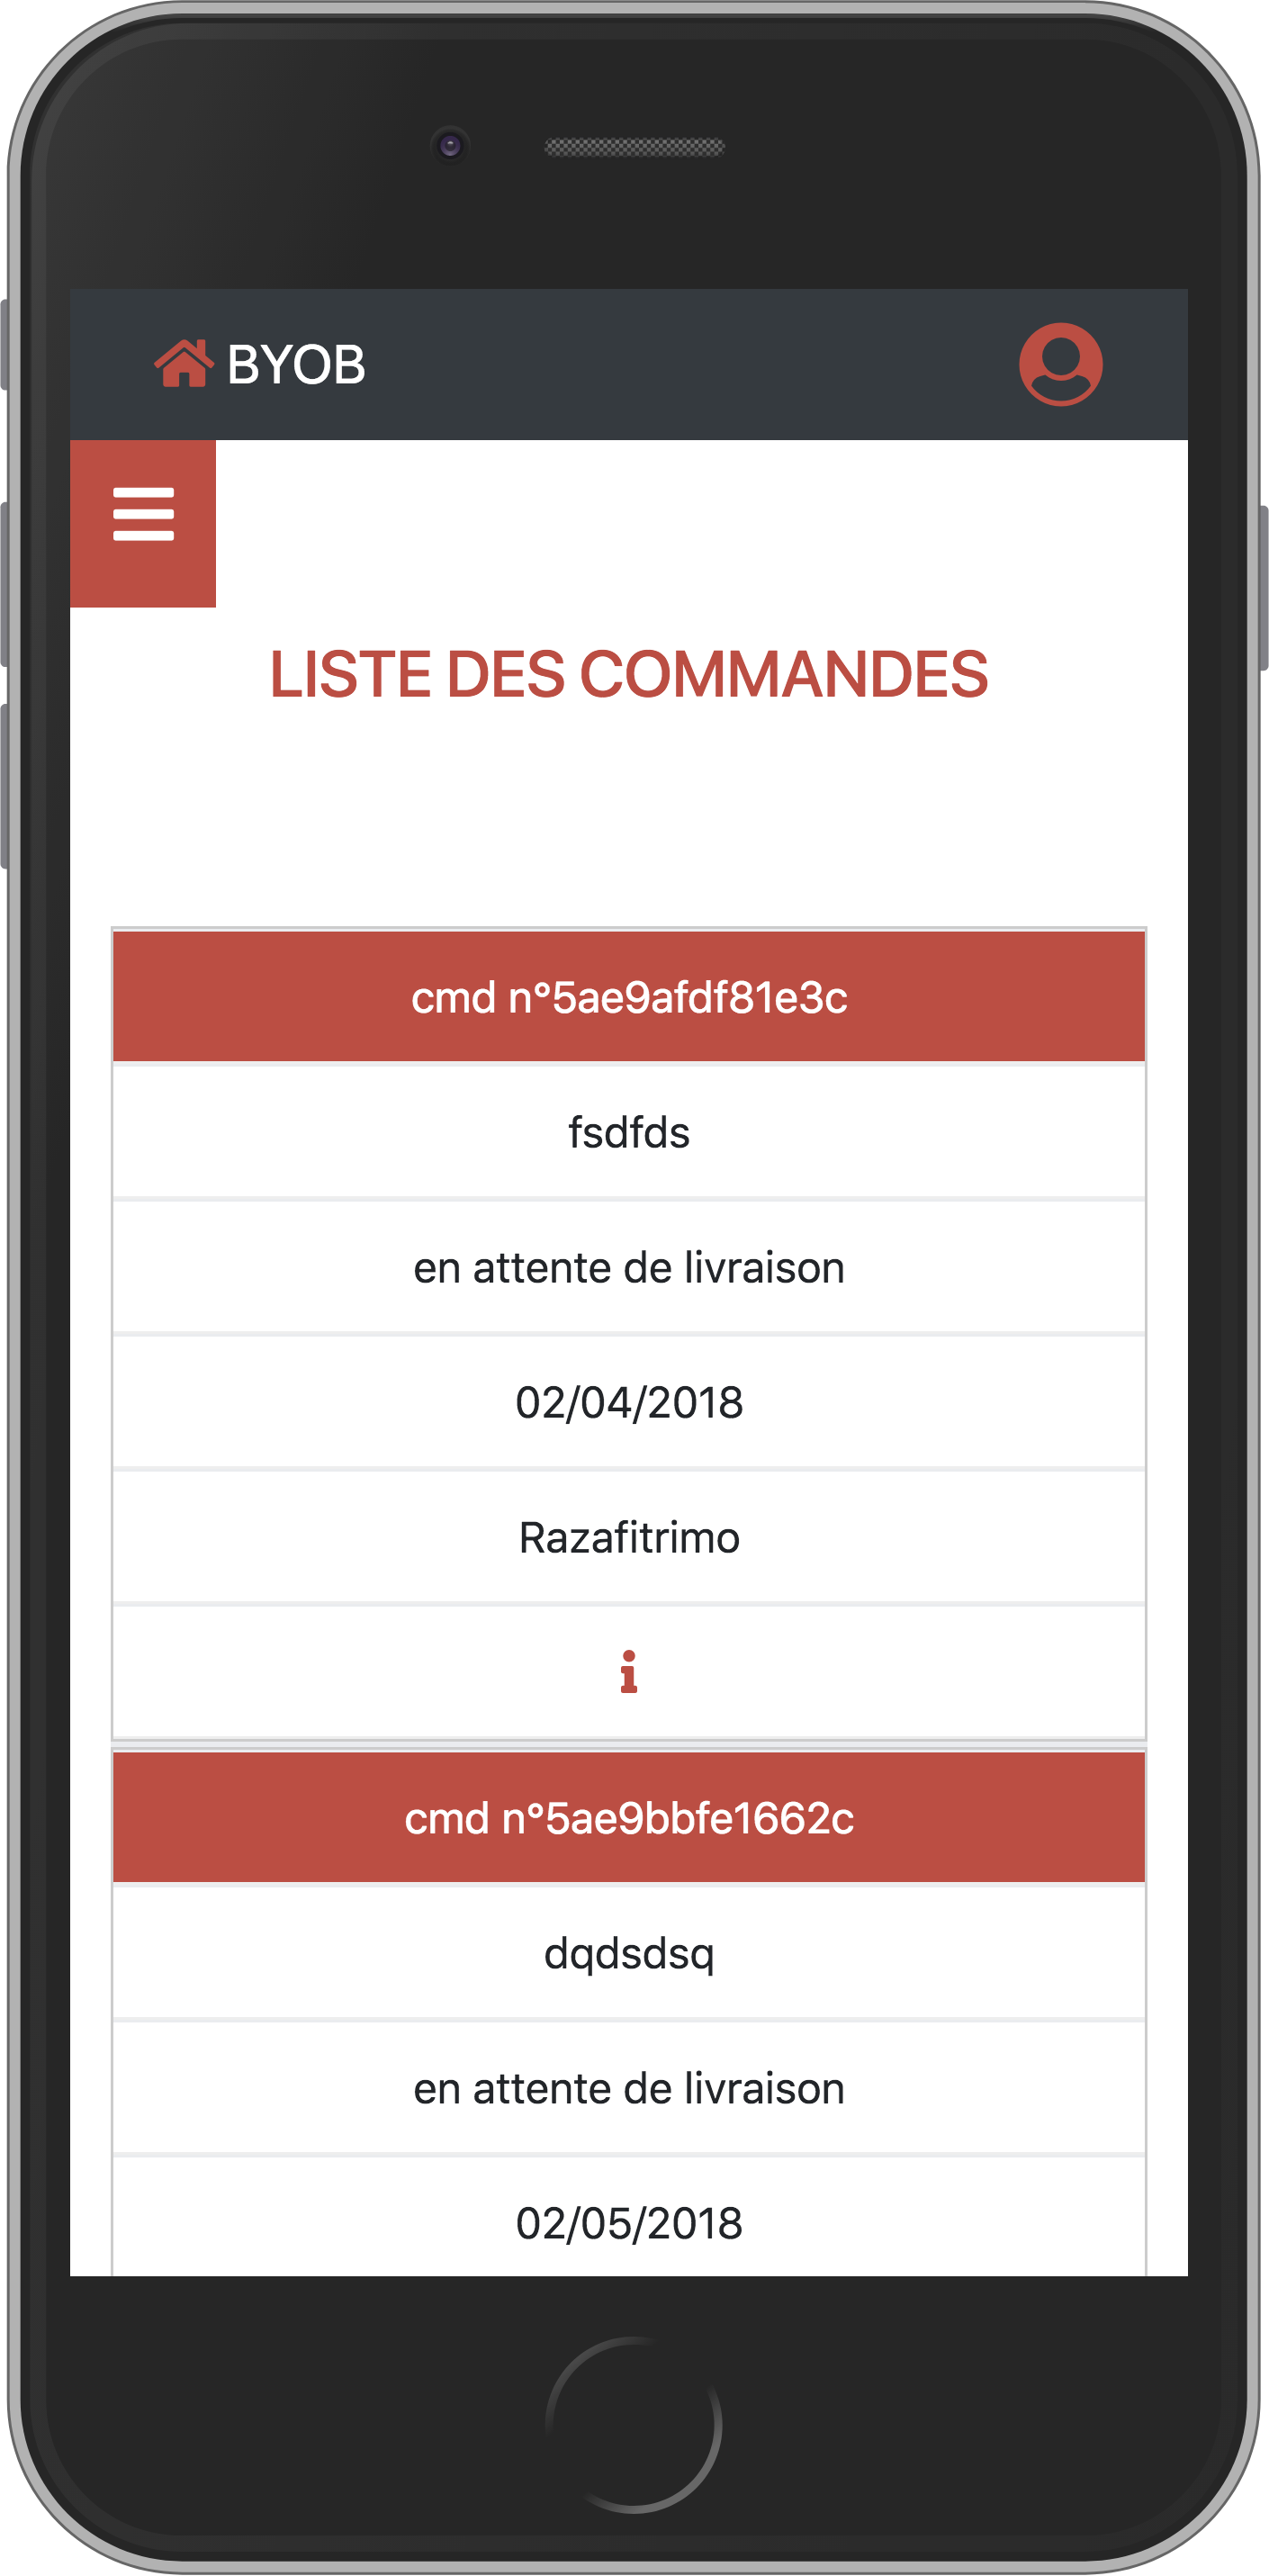 BYOB
LISTE DES COMMANDES
cmd n°5ae9afdf81e3c
fsdfds
en attente de livraison
02/04/2018
Razafitrimo
cmd n°5ae9bbfe1662c
dqdsdsq
en attente de livraison
02/05/2018